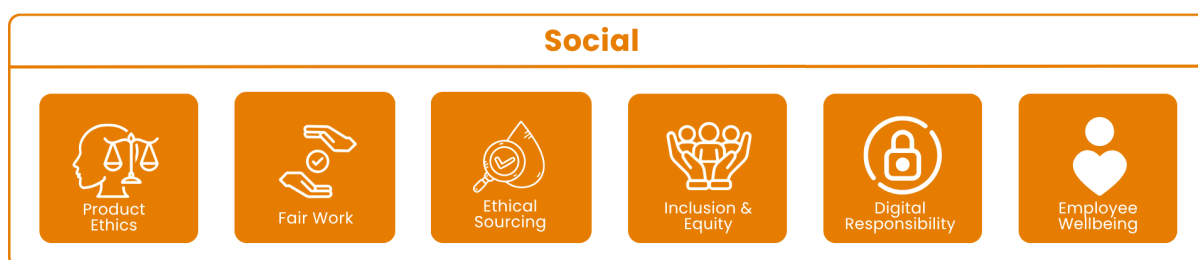 Social
Product
Ethics
Fair Work
Ethical
Sourcing
Inclusion &
Equity
Digital
Responsibility
Employee
Wellbeing